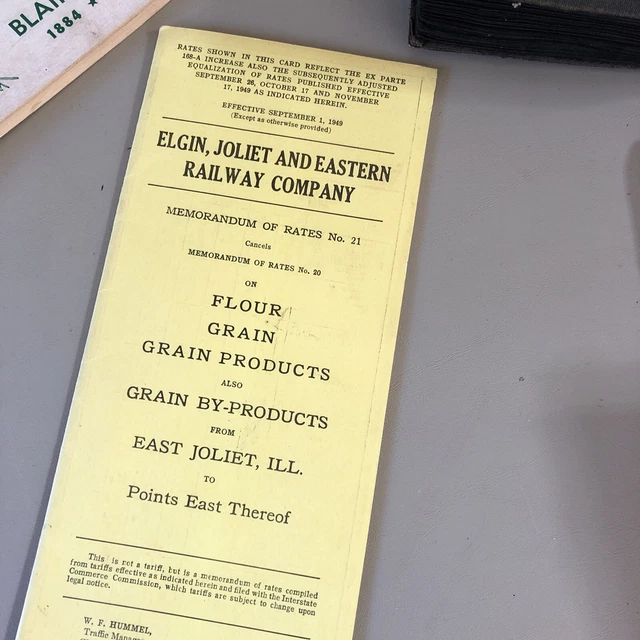 BLAI
1884 ★
RATES SHOWN IN THIS CARD REFLECT THE EX PARTE
168-A INCREASE ALSO THE SUBSEQUENTLY ADJUSTED
EQUALIZATION OF RATES PUBLISHED EFFECTIVE
SEPTEMBER 26, OCTOBER 17 AND NOVEMBER
17, 1949 AS INDICATED HEREIN.
EFFECTIVE SEPTEMBER 1, 1949
(Except as otherwise provided)
ELGIN, JOLIET AND EASTERN
RAILWAY COMPANY
MEMORANDUM OF RATES No. 21
Cancels
MEMORANDUM OF RATES No. 20
ON
FLOUR
GRAIN
GRAIN PRODUCTS
ALSO
GRAIN BY-PRODUCTS
FROM
EAST JOLIET, ILL.
TO
Points East Thereof
This is not a tariff, but is a memorandum of rates compiled
from tariffs effective as indicated herein and filed with the Interstate
Commerce Commission, which tariffs are subject to change upon
legal notice.
W. F. HUMMEL,
Traffic Manag